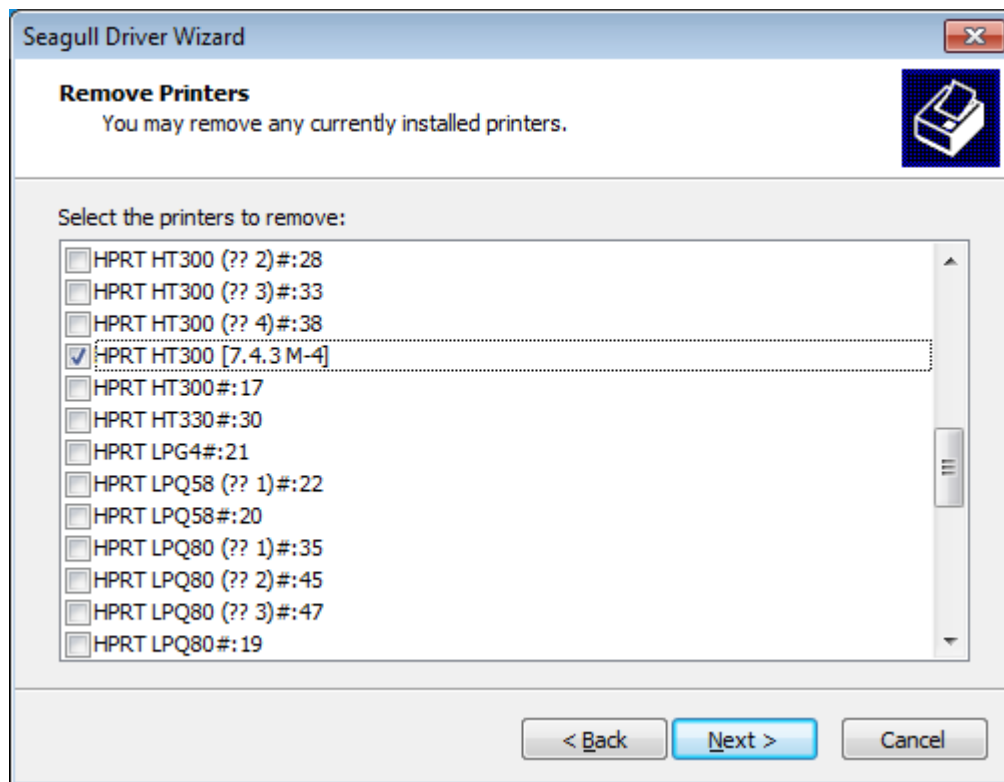 Seagull Driver Wizard
Remove Printers
You may remove any currently installed printers.
Select the printers to remove:
HPRT HT300 (?? 2)#:28
HPRT HT300 (?? 3)#:33
HPRT HT300 (?? 4)#:38
HPRT HT300 [7.4.3 M-4]
HPRT HT300#:17
HPRT HT330#:30
HPRT LPG4#:21
HPRT LPQ58 (?? 1)#:22
HPRT LPQ58#:20
HPRT LPQ80 (?? 1)#:35
HPRT LPQ80 (?? 2)#:45
HPRT LPQ80 (?? 3)#:47
HPRT LPQ80#:19
< Back Next > Cancel